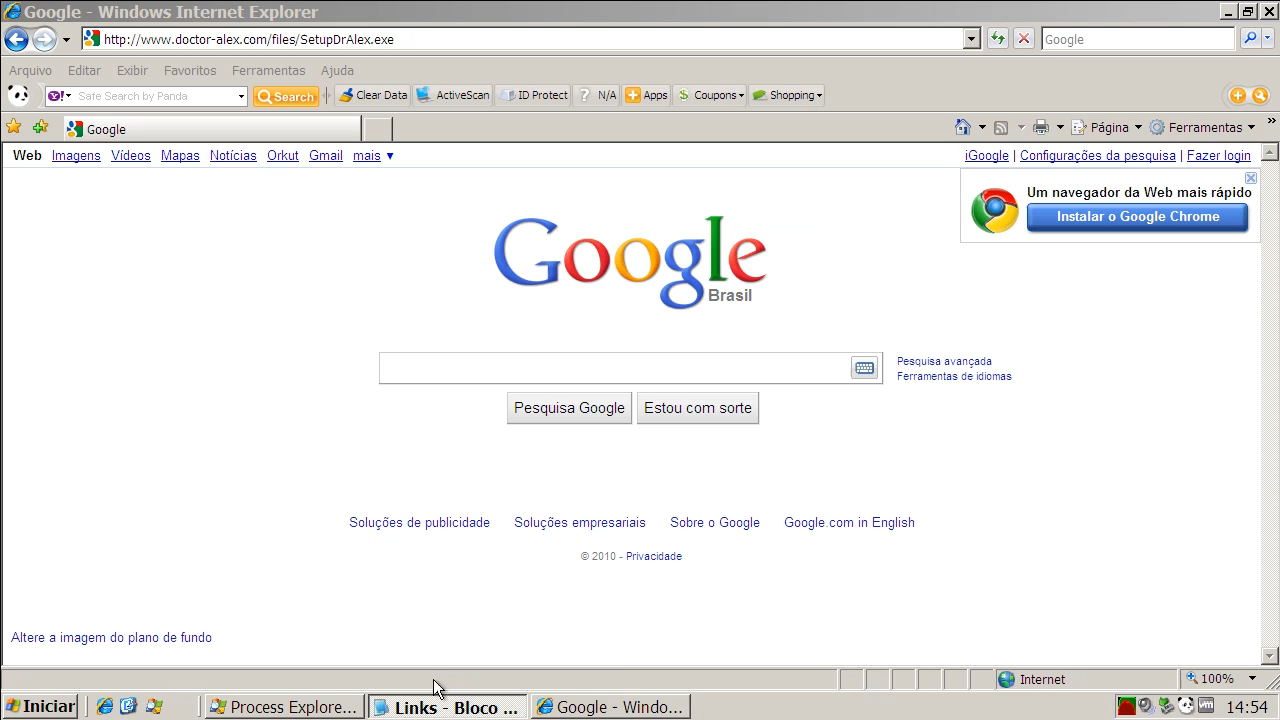 Google - Windows Internet Explorer
http://www.doctor-alex.com/files/SetupDrAlex.exe
Google
Arquivo Editar Exibir Favoritos Ferramentas Ajuda
Y! Safe Search by Panda Search Clear Data ActiveScan ID Protect ? N/A Apps $ Coupons Shopping
Google
Página Ferramentas »
Web Imagens Vídeos Mapas Notícias Orkut Gmail mais ▼
iGoogle | Configurações da pesquisa | Fazer login
Um navegador da Web mais rápido
Instalar o Google Chrome
Google
Brasil
Pesquisa avançada
Ferramentas de idiomas
Pesquisa Google Estou com sorte
Soluções de publicidade Soluções empresariais Sobre o Google Google.com in English
© 2010 - Privacidade
Altere a imagem do plano de fundo
Internet 100%
Iniciar Process Explore... Links - Bloco ... Google - Windo... vm 14:54